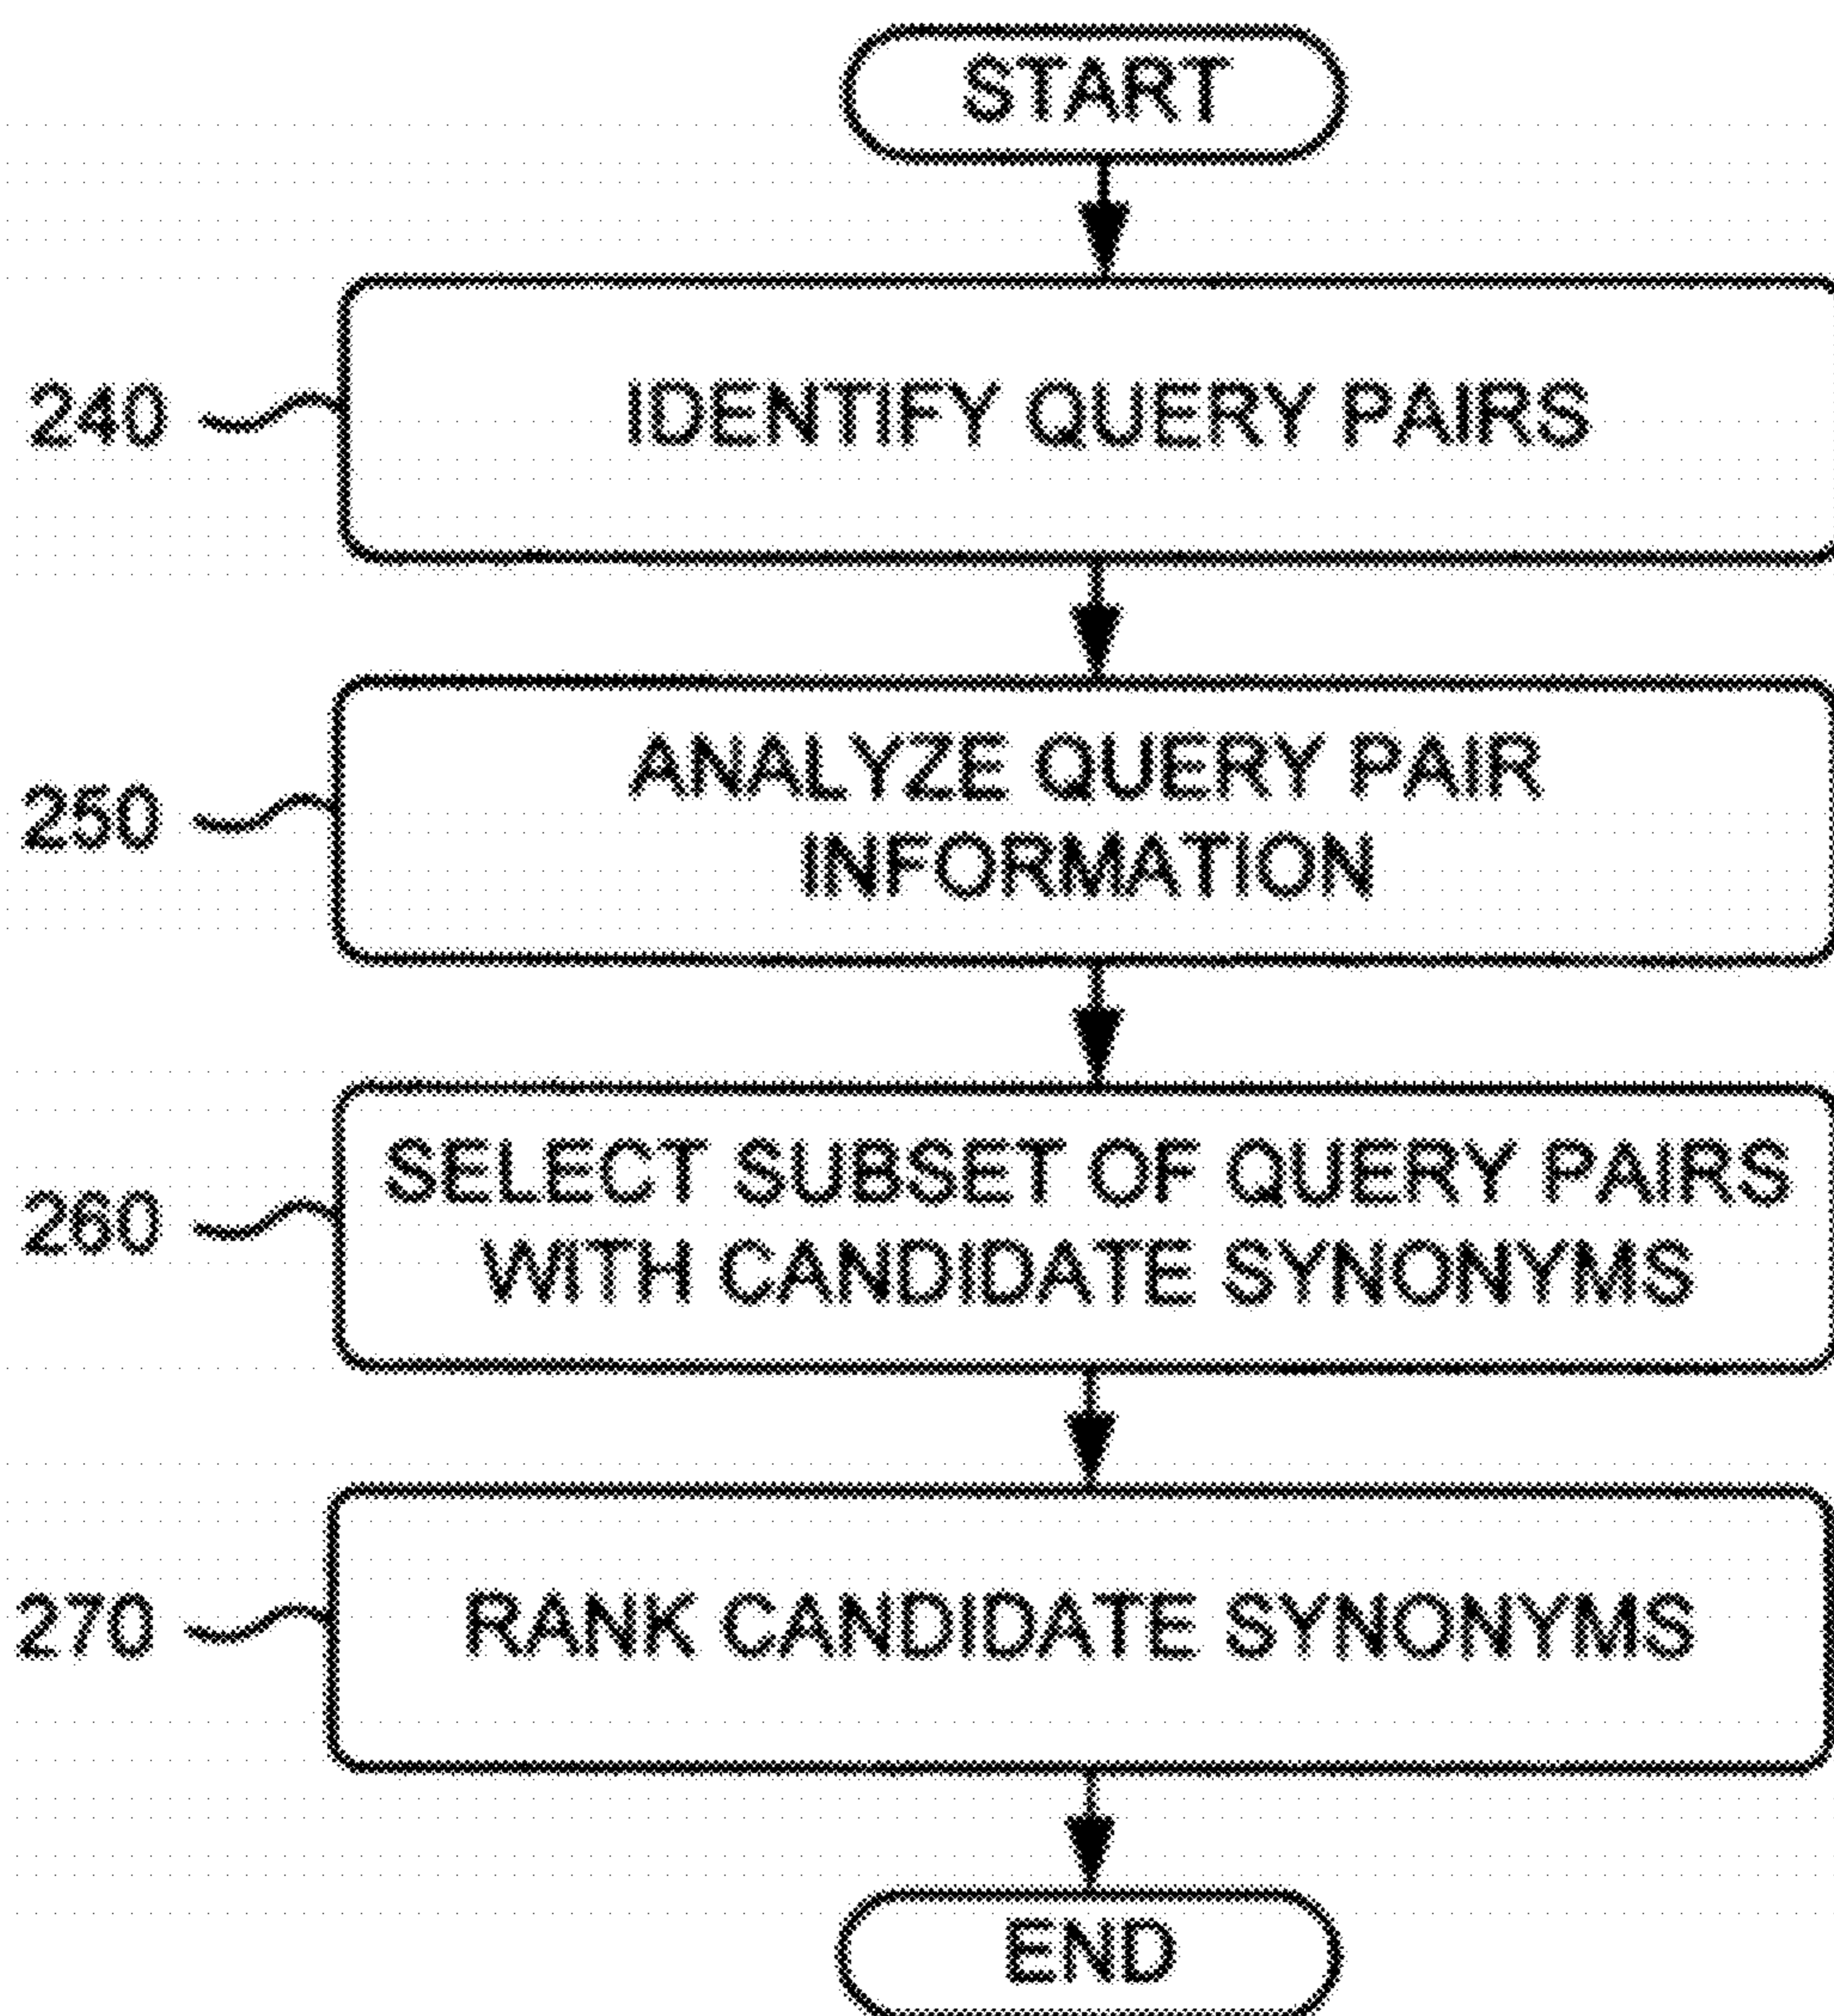 START
240
IDENTIFY QUERY PAIRS
250
ANALYZE QUERY PAIR
INFORMATION
260
SELECT SUBSET OF QUERY PAIRS
WITH CANDIDATE SYNONYMS
270
RANK CANDIDATE SYNONYMS
END